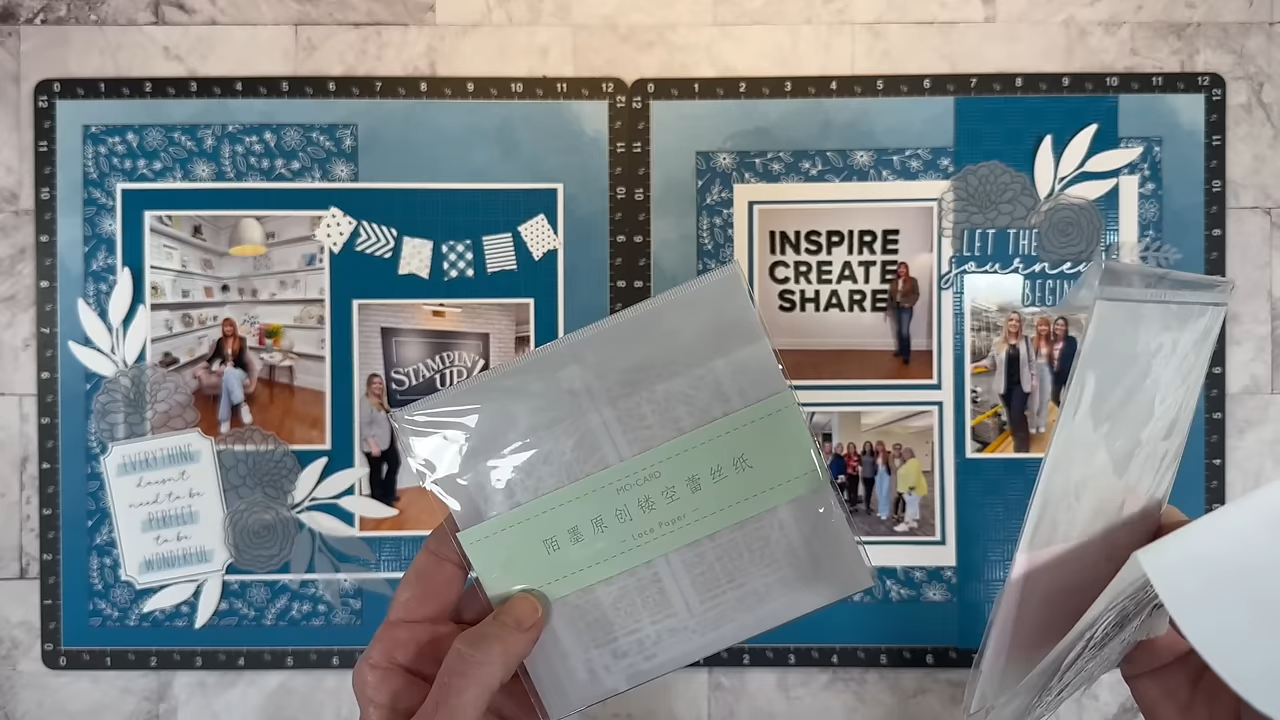 EVERYTHING
doesn't
need to be
PERFECT
to be
WONDERFUL
STAMPIN'
UP!
INSPIRE
CREATE
SHARE
LET THE
journey
BEGIN
MO·CARD
陌墨原创镂空蕾丝纸
— Lace Paper —